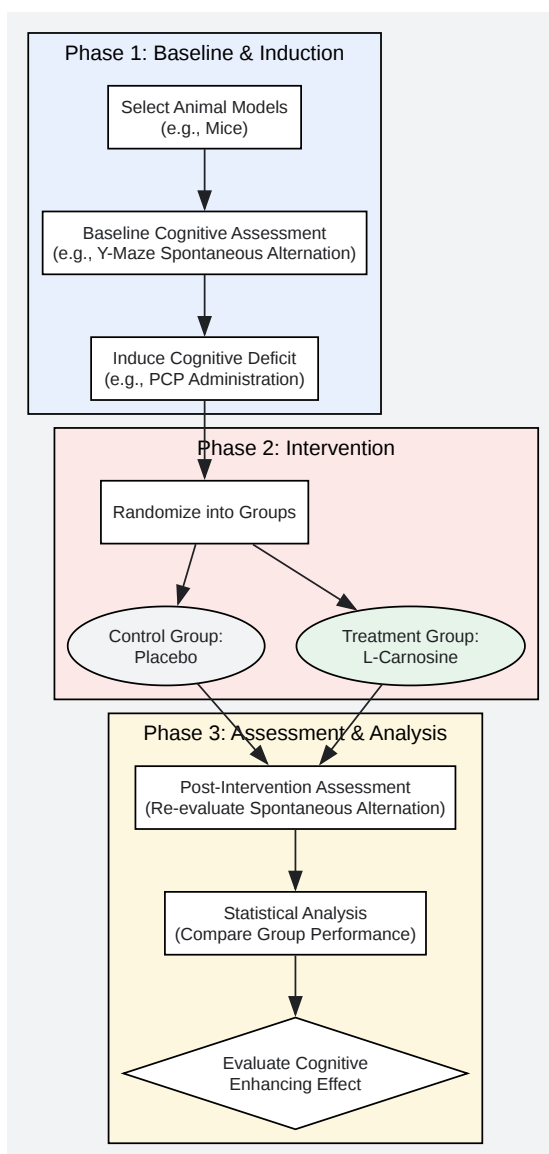 Phase 1: Baseline & Induction
Select Animal Models
(e.g., Mice)
Baseline Cognitive Assessment
(e.g., Y-Maze Spontaneous Alternation)
Induce Cognitive Deficit
(e.g., PCP Administration)
Phase 2: Intervention
Randomize into Groups
Control Group:
Placebo
Treatment Group:
L-Carnosine
Phase 3: Assessment & Analysis
Post-Intervention Assessment
(Re-evaluate Spontaneous Alternation)
Statistical Analysis
(Compare Group Performance)
Evaluate Cognitive
Enhancing Effect